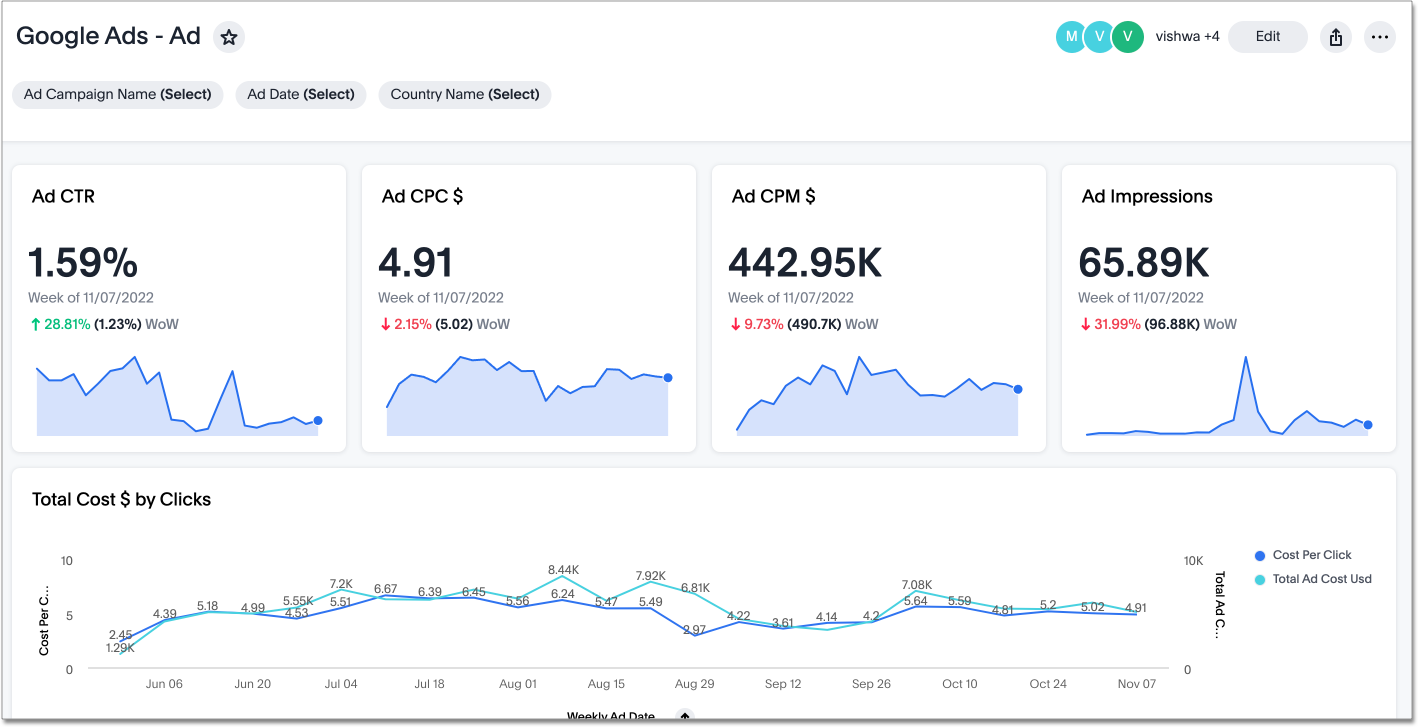 Google Ads - Ad
M V V vishwa +4 Edit
Ad Campaign Name (Select) Ad Date (Select) Country Name (Select)
Ad CTR
1.59%
Week of 11/07/2022
28.81% (1.23%) WoW
Ad CPC $
4.91
Week of 11/07/2022
2.15% (5.02) WoW
Ad CPM $
442.95K
Week of 11/07/2022
9.73% (490.7K) WoW
Ad Impressions
65.89K
Week of 11/07/2022
31.99% (96.88K) WoW
Total Cost $ by Clicks
Cost Per C...
10
5
0
2.45
1.29K
4.39
5.18
4.99
5.55K
4.53
7.2K
5.51
6.67
6.39
6.45
5.56
8.44K
6.24
5.47
7.92K
5.49
6.81K
2.97
4.22
3.61
4.14
4.2
7.08K
5.64
5.59
4.81
5.2
5.02
4.91
10K
0
Total Ad C...
Cost Per Click
Total Ad Cost Usd
Jun 06 Jun 20 Jul 04 Jul 18 Aug 01 Aug 15 Aug 29 Sep 12 Sep 26 Oct 10 Oct 24 Nov 07
Weekly Ad Date